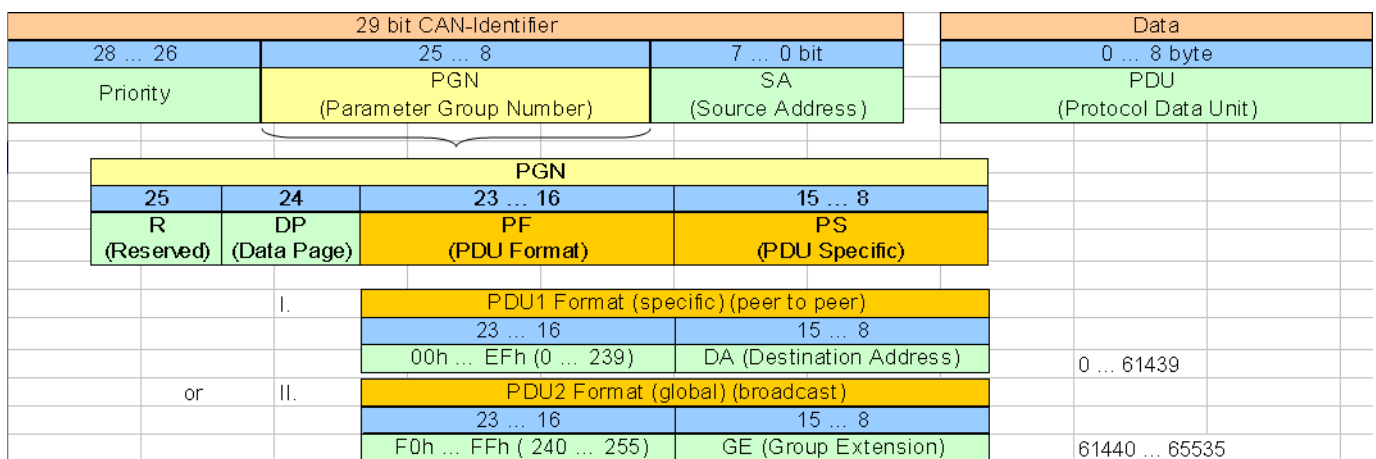 29 bit CAN-Identifier Data
28 ... 26 25 ... 8 7 ... 0 bit 0 ... 8 byte
Priority PGN SA PDU
(Parameter Group Number) (Source Address) (Protocol Data Unit)
PGN
25 24 23 ... 16 15 ... 8
R DP PF PS
(Reserved) (Data Page) (PDU Format) (PDU Specific)
I. PDU1 Format (specific) (peer to peer)
23 ... 16 15 ... 8
00h ... EFh (0 ... 239) DA (Destination Address) 0 ... 61439
or II. PDU2 Format (global) (broadcast)
23 ... 16 15 ... 8
F0h ... FFh ( 240 ... 255) GE (Group Extension) 61440 ... 65535